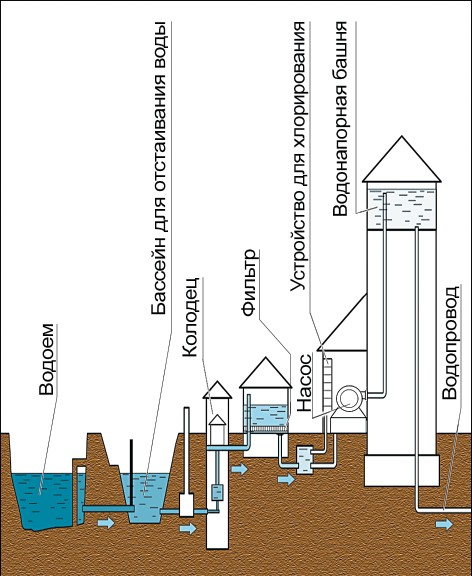 Водоем
Бассейн для отстаивания воды
Колодец
Фильтр
Насос
Устройство для хлорирования
Водонапорная башня
Водопровод